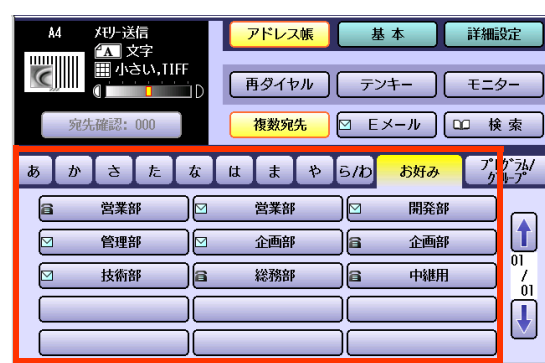 A4 ﾒﾓﾘｰ送信
A 文字
小さい,TIFF
D
宛先確認: 000
アドレス帳 基本 詳細設定
再ダイヤル テンキー モニター
複数宛先 Eメール 検索
あ か さ た な は ま や ら/わ お好み ﾌﾟﾛｸﾞﾗﾑ/
ｸﾞﾙｰﾌﾟ
営業部 営業部 開発部
管理部 企画部 企画部
技術部 総務部 中継用
01
/
01